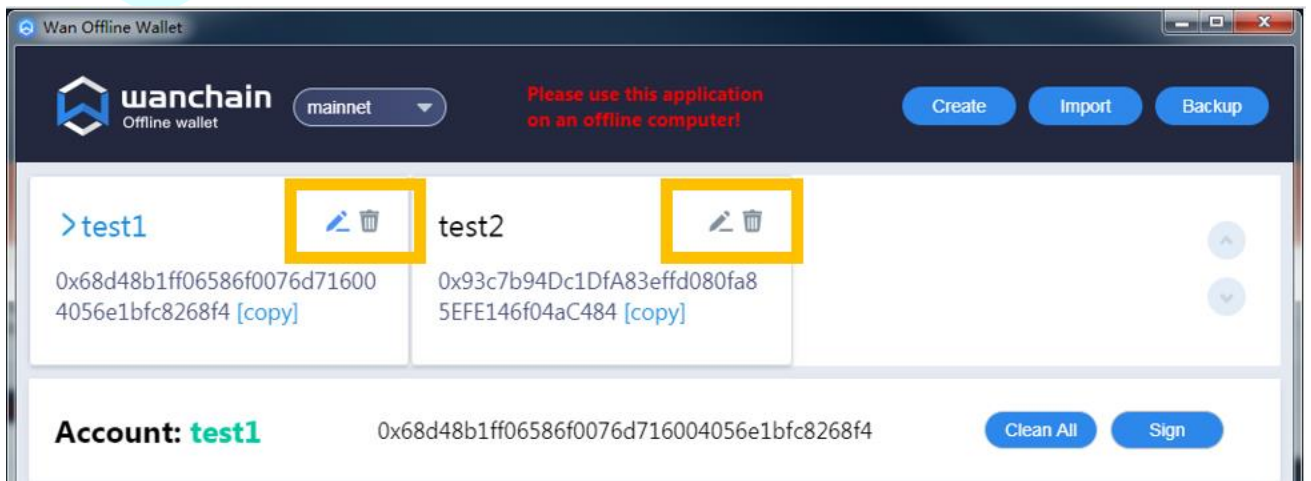 Wan Offline Wallet
wanchain
Offline wallet
mainnet
Please use this application
on an offline computer!
Create
Import
Backup
>test1
0x68d48b1ff06586f0076d71600
4056e1bfc8268f4 [copy]
test2
0x93c7b94Dc1DfA83effd080fa8
5EFE146f04aC484 [copy]
Account: test1
0x68d48b1ff06586f0076d716004056e1bfc8268f4
Clean All
Sign